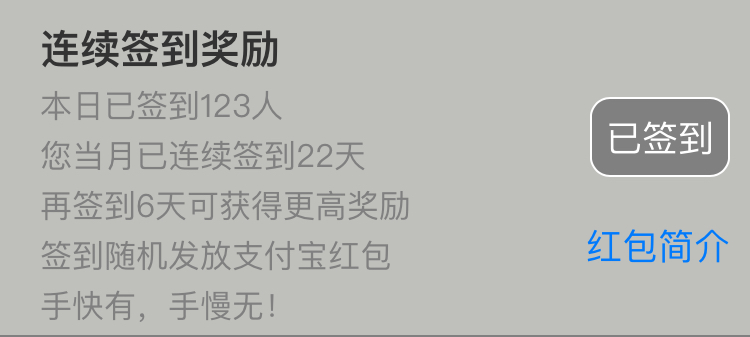 连续签到奖励
本日已签到123人
您当月已连续签到22天
已签到
再签到6天可获得更高奖励
签到随机发放支付宝红包
红包简介
手快有，手慢无！